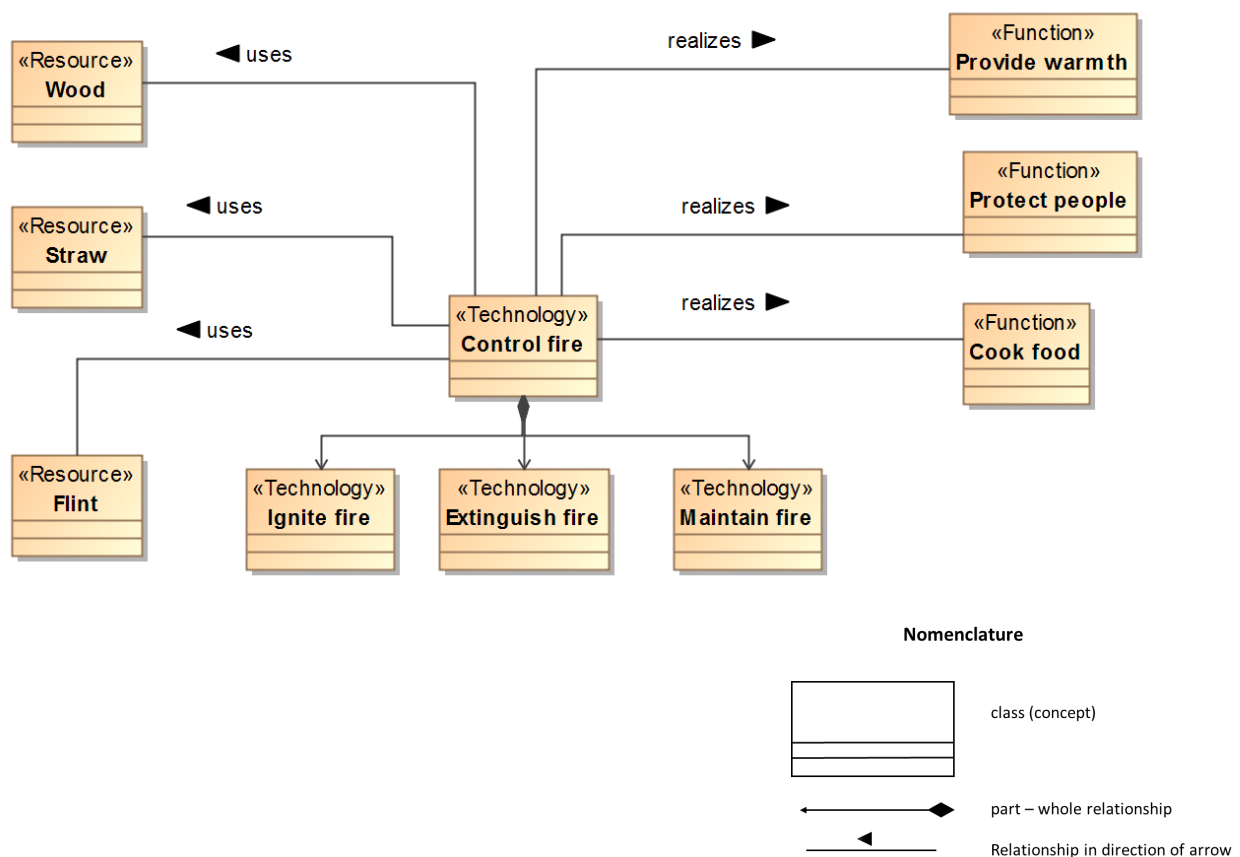 ◀ uses
realizes ▶
«Resource»
Wood
«Function»
Provide warmth
◀ uses
realizes ▶
«Resource»
Straw
«Function»
Protect people
◀ uses
realizes ▶
«Technology»
Control fire
«Function»
Cook food
«Resource»
Flint
«Technology»
Ignite fire
«Technology»
Extinguish fire
«Technology»
Maintain fire
Nomenclature
class (concept)
part – whole relationship
Relationship in direction of arrow